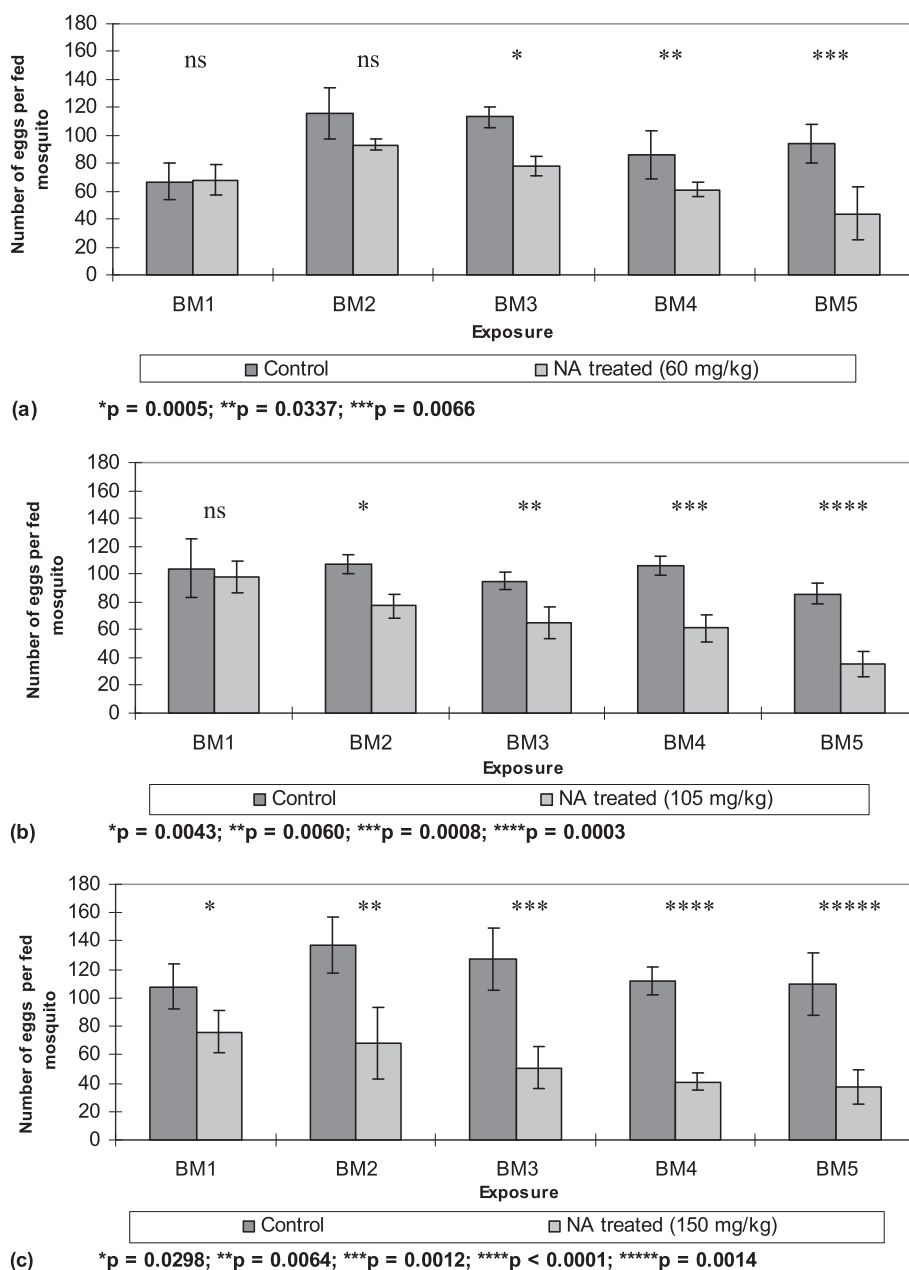 180
160
140
120
100
80
60
40
20
0
Number of eggs per fed
mosquito
ns ns * ** ***
BM1 BM2 BM3 BM4 BM5
Exposure
Control NA treated (60 mg/kg)
(a) *p = 0.0005; **p = 0.0337; ***p = 0.0066
180
160
140
120
100
80
60
40
20
0
Number of eggs per fed
mosquito
ns * ** *** ****
BM1 BM2 BM3 BM4 BM5
Exposure
Control NA treated (105 mg/kg)
(b) *p = 0.0043; **p = 0.0060; ***p = 0.0008; ****p = 0.0003
180
160
140
120
100
80
60
40
20
0
Number of eggs per fed
mosquito
* ** *** **** *****
BM1 BM2 BM3 BM4 BM5
Exposure
Control NA treated (150 mg/kg)
(c) *p = 0.0298; **p = 0.0064; ***p = 0.0012; ****p < 0.0001; *****p = 0.0014